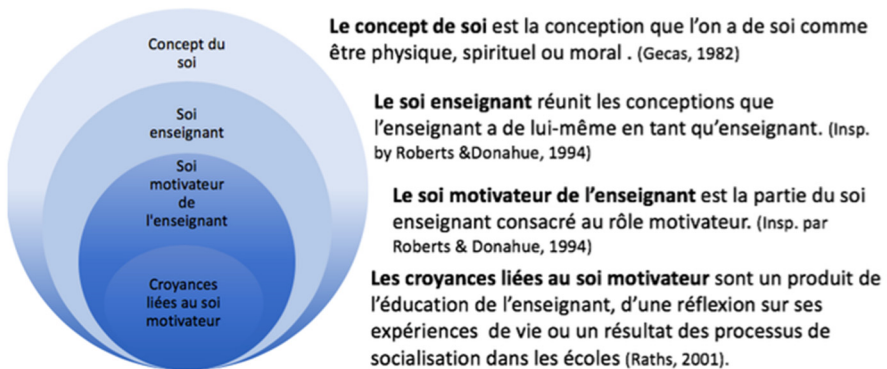 Concept du
soi
Le concept de soi est la conception que l'on a de soi comme
être physique, spirituel ou moral . (Gecas, 1982)
Soi
enseignant
Le soi enseignant réunit les conceptions que
l'enseignant a de lui-même en tant qu'enseignant. (Insp.
by Roberts &Donahue, 1994)
Soi
motivateur
de
l'enseignant
Le soi motivateur de l'enseignant est la partie du soi
enseignant consacré au rôle motivateur. (Insp. par
Roberts & Donahue, 1994)
Croyances
liées au soi
motivateur
Les croyances liées au soi motivateur sont un produit de
l'éducation de l'enseignant, d'une réflexion sur ses
expériences de vie ou un résultat des processus de
socialisation dans les écoles (Raths, 2001).